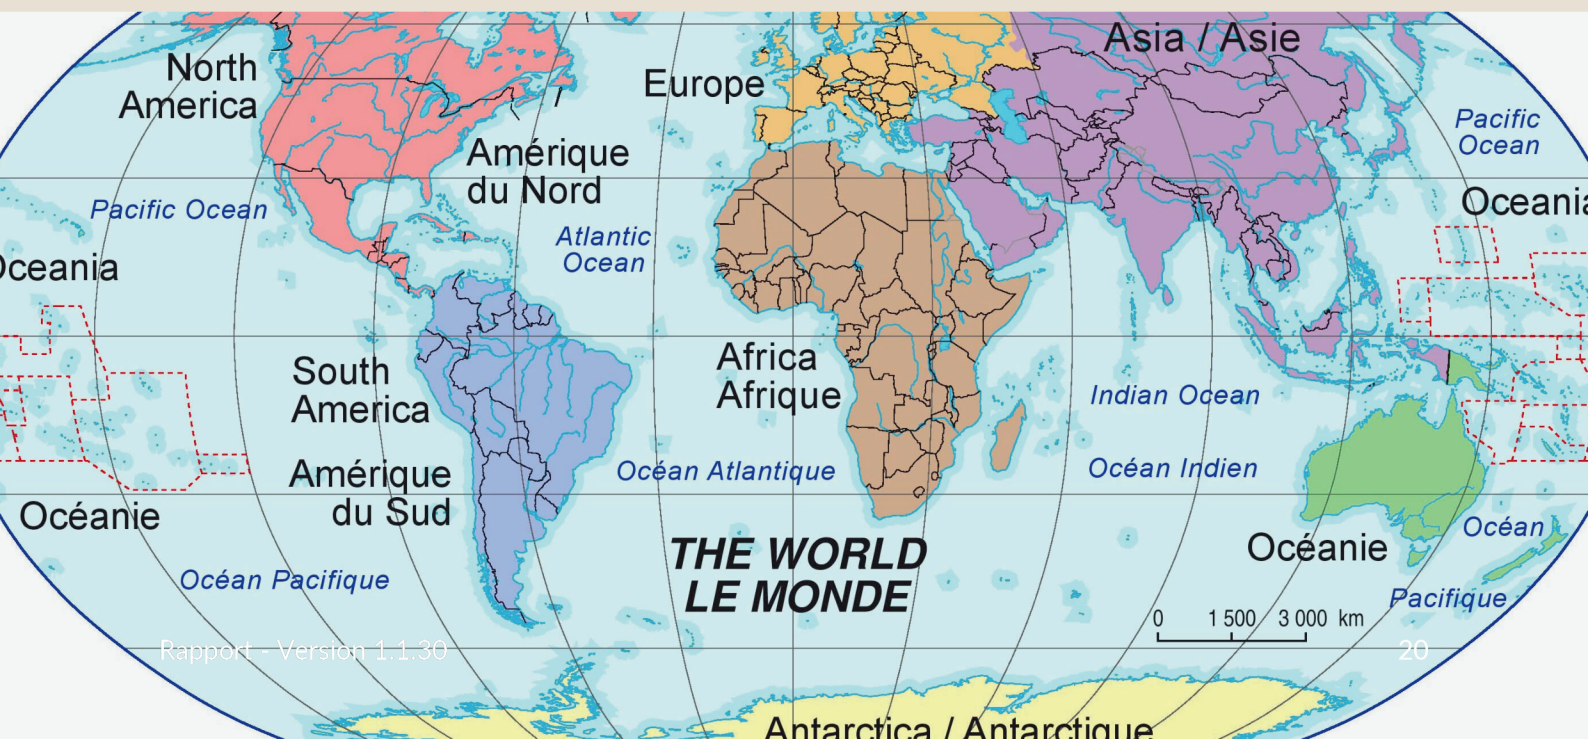 Asia / Asie
North
America
Europe
Pacific
Ocean
Amérique
du Nord
Pacific Ocean
Oceania
Atlantic
Ocean
Oceania
Africa
Afrique
South
America
Indian Ocean
Océan Atlantique
Océan Indien
Amérique
du Sud
Océanie
Océanie
Océan
Pacifique
THE WORLD
LE MONDE
Océan Pacifique
0 1 500 3 000 km
Rapport - Version 1.1.30
20
Antarctica / Antarctique